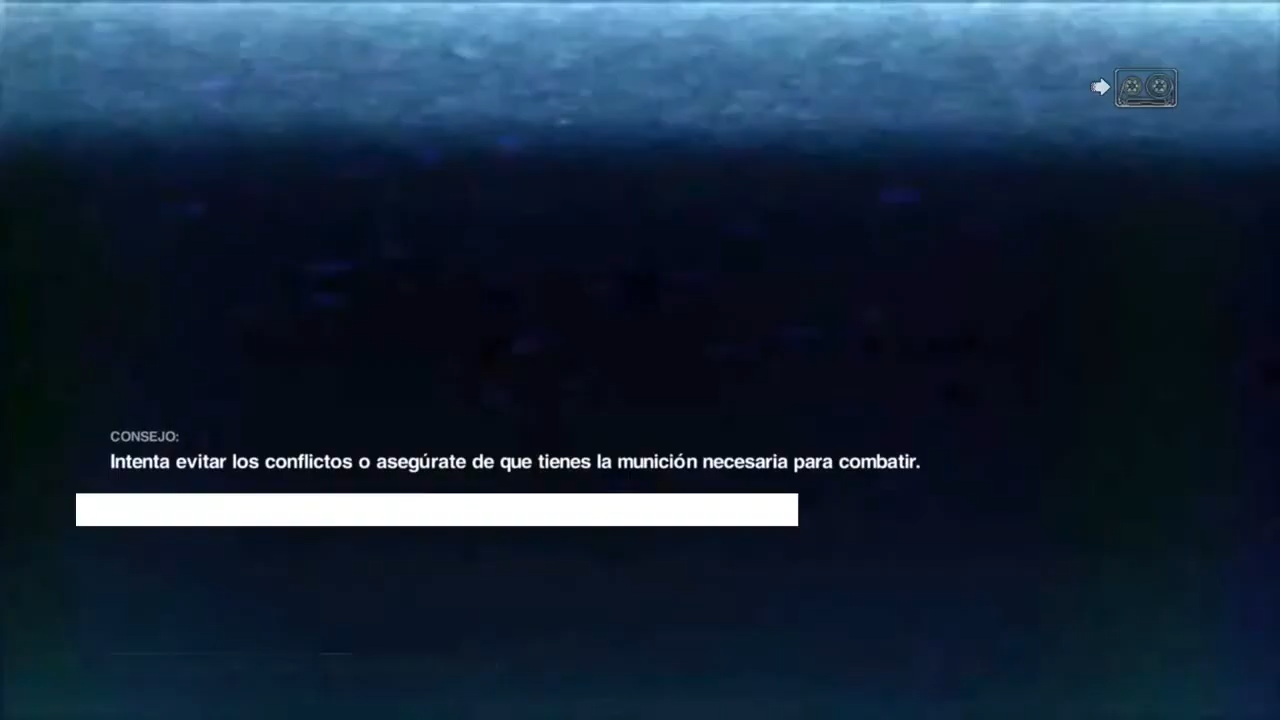 CONSEJO:
Intenta evitar los conflictos o asegúrate de que tienes la munición necesaria para combatir.